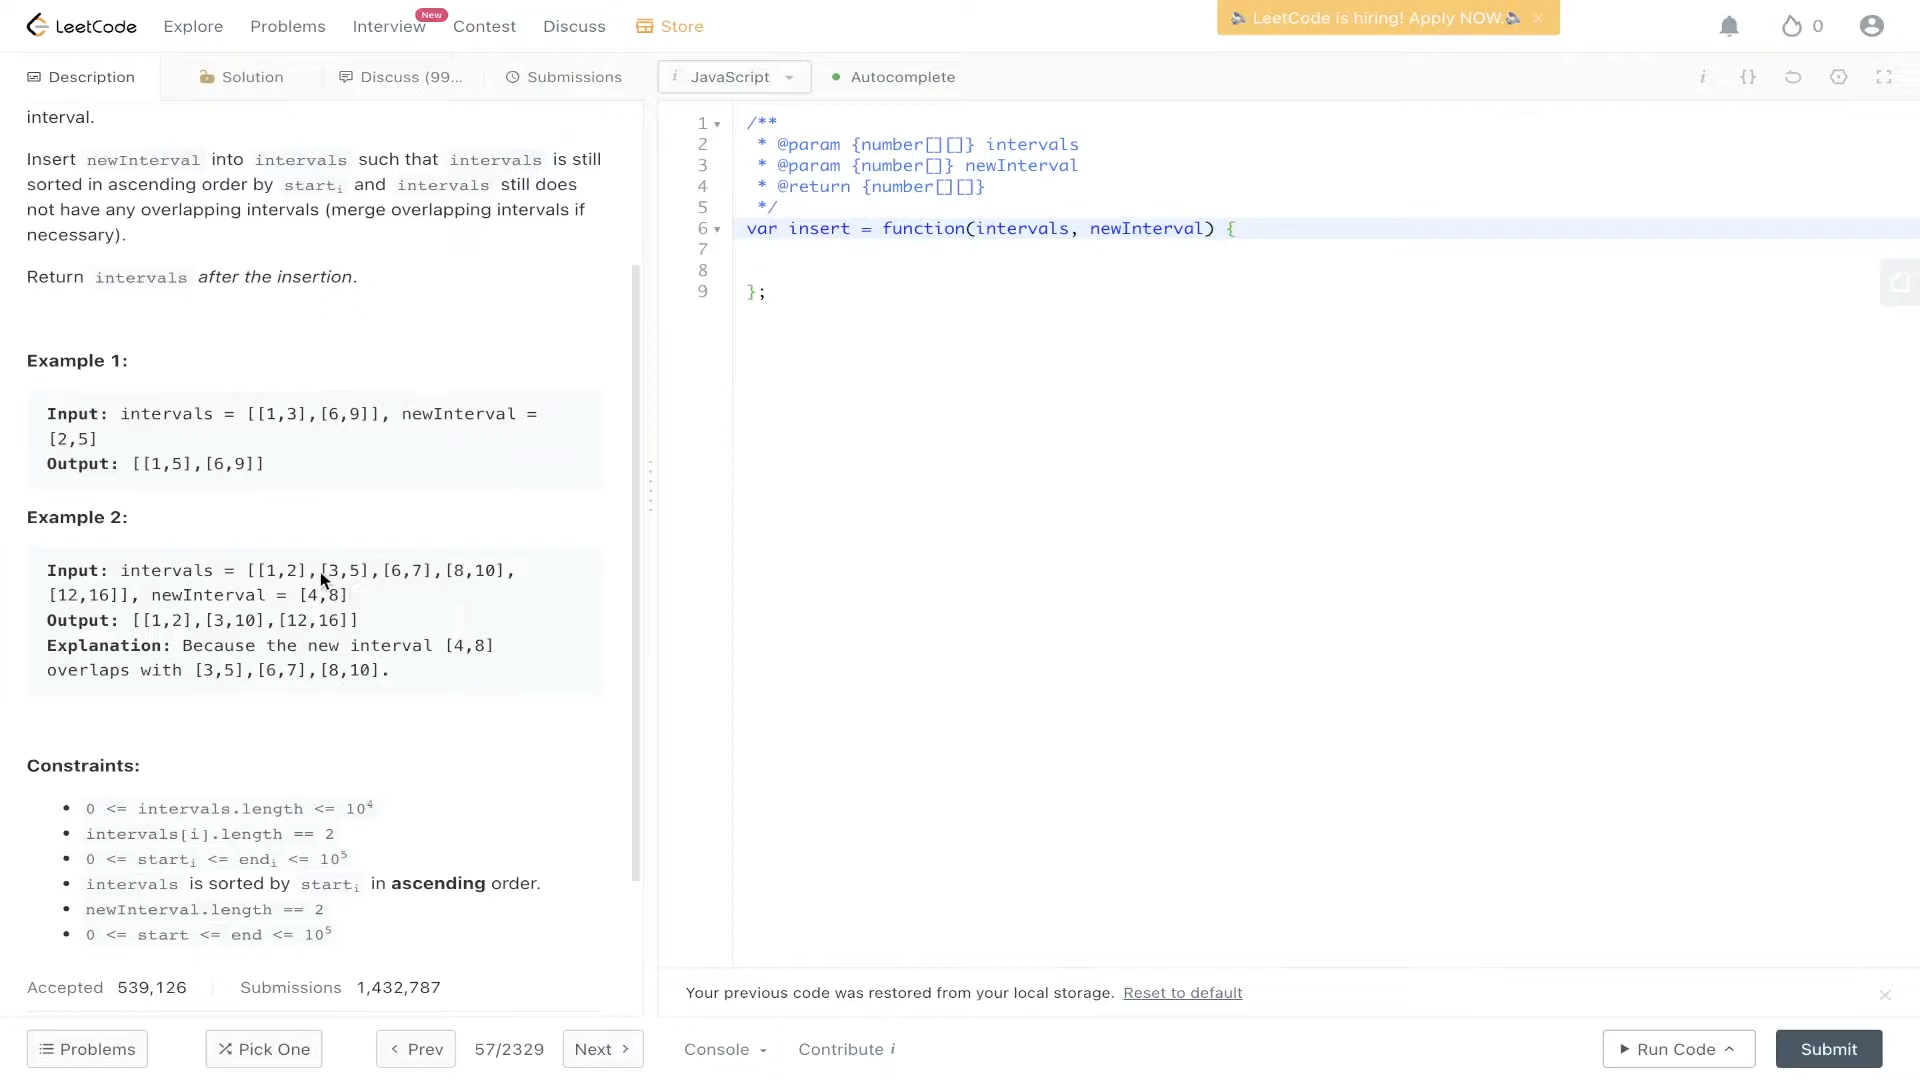 LeetCode Explore Problems Interview New Contest Discuss Store LeetCode is hiring! Apply NOW. 0
Description Solution Discuss (99... Submissions i JavaScript Autocomplete i {}
interval.
Insert newInterval into intervals such that intervals is still
sorted in ascending order by starti and intervals still does
not have any overlapping intervals (merge overlapping intervals if
necessary).
Return intervals after the insertion.
Example 1:
Input: intervals = [[1,3],[6,9]], newInterval =
[2,5]
Output: [[1,5],[6,9]]
Example 2:
Input: intervals = [[1,2],[3,5],[6,7],[8,10],
[12,16]], newInterval = [4,8]
Output: [[1,2],[3,10],[12,16]]
Explanation: Because the new interval [4,8]
overlaps with [3,5],[6,7],[8,10].
Constraints:
• 0 <= intervals.length <= 10⁴
• intervals[i].length == 2
• 0 <= starti <= endi <= 10⁵
• intervals is sorted by starti in ascending order.
• newInterval.length == 2
• 0 <= start <= end <= 10⁵
Accepted 539,126 Submissions 1,432,787
1 /**
2 * @param {number[][]} intervals
3 * @param {number[]} newInterval
4 * @return {number[][]}
5 */
6 var insert = function(intervals, newInterval) {
7
8
9 };
Your previous code was restored from your local storage. Reset to default
Problems Pick One < Prev 57/2329 Next > Console Contribute i Run Code Submit